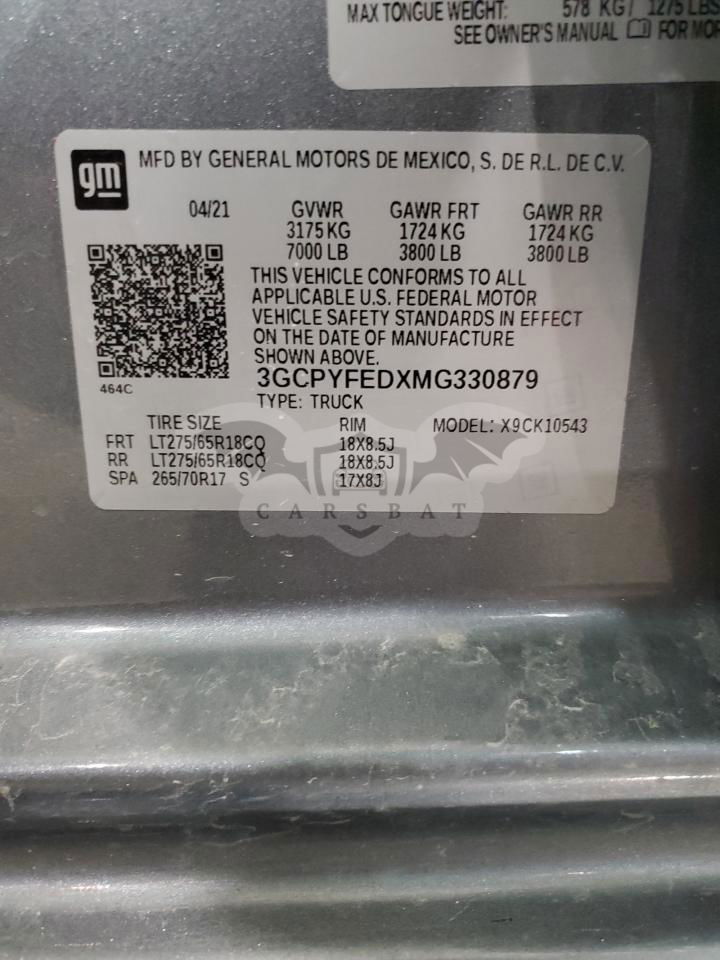 MAX TONGUE WEIGHT: 578 KG / 1275 LBS
SEE OWNER'S MANUAL FOR MOR
gm
MFD BY GENERAL MOTORS DE MEXICO, S. DE R.L. DE C.V.
04/21 GVWR GAWR FRT GAWR RR
3175 KG 1724 KG 1724 KG
7000 LB 3800 LB 3800 LB
THIS VEHICLE CONFORMS TO ALL
APPLICABLE U.S. FEDERAL MOTOR
VEHICLE SAFETY STANDARDS IN EFFECT
ON THE DATE OF MANUFACTURE
SHOWN ABOVE.
464C
3GCPYFEDXMG330879
TYPE: TRUCK
TIRE SIZE RIM MODEL: X9CK10543
FRT LT275/65R18CQ 18X8.5J
RR LT275/65R18CQ 18X8.5J
SPA 265/70R17 S 17X8J
CARSBAT